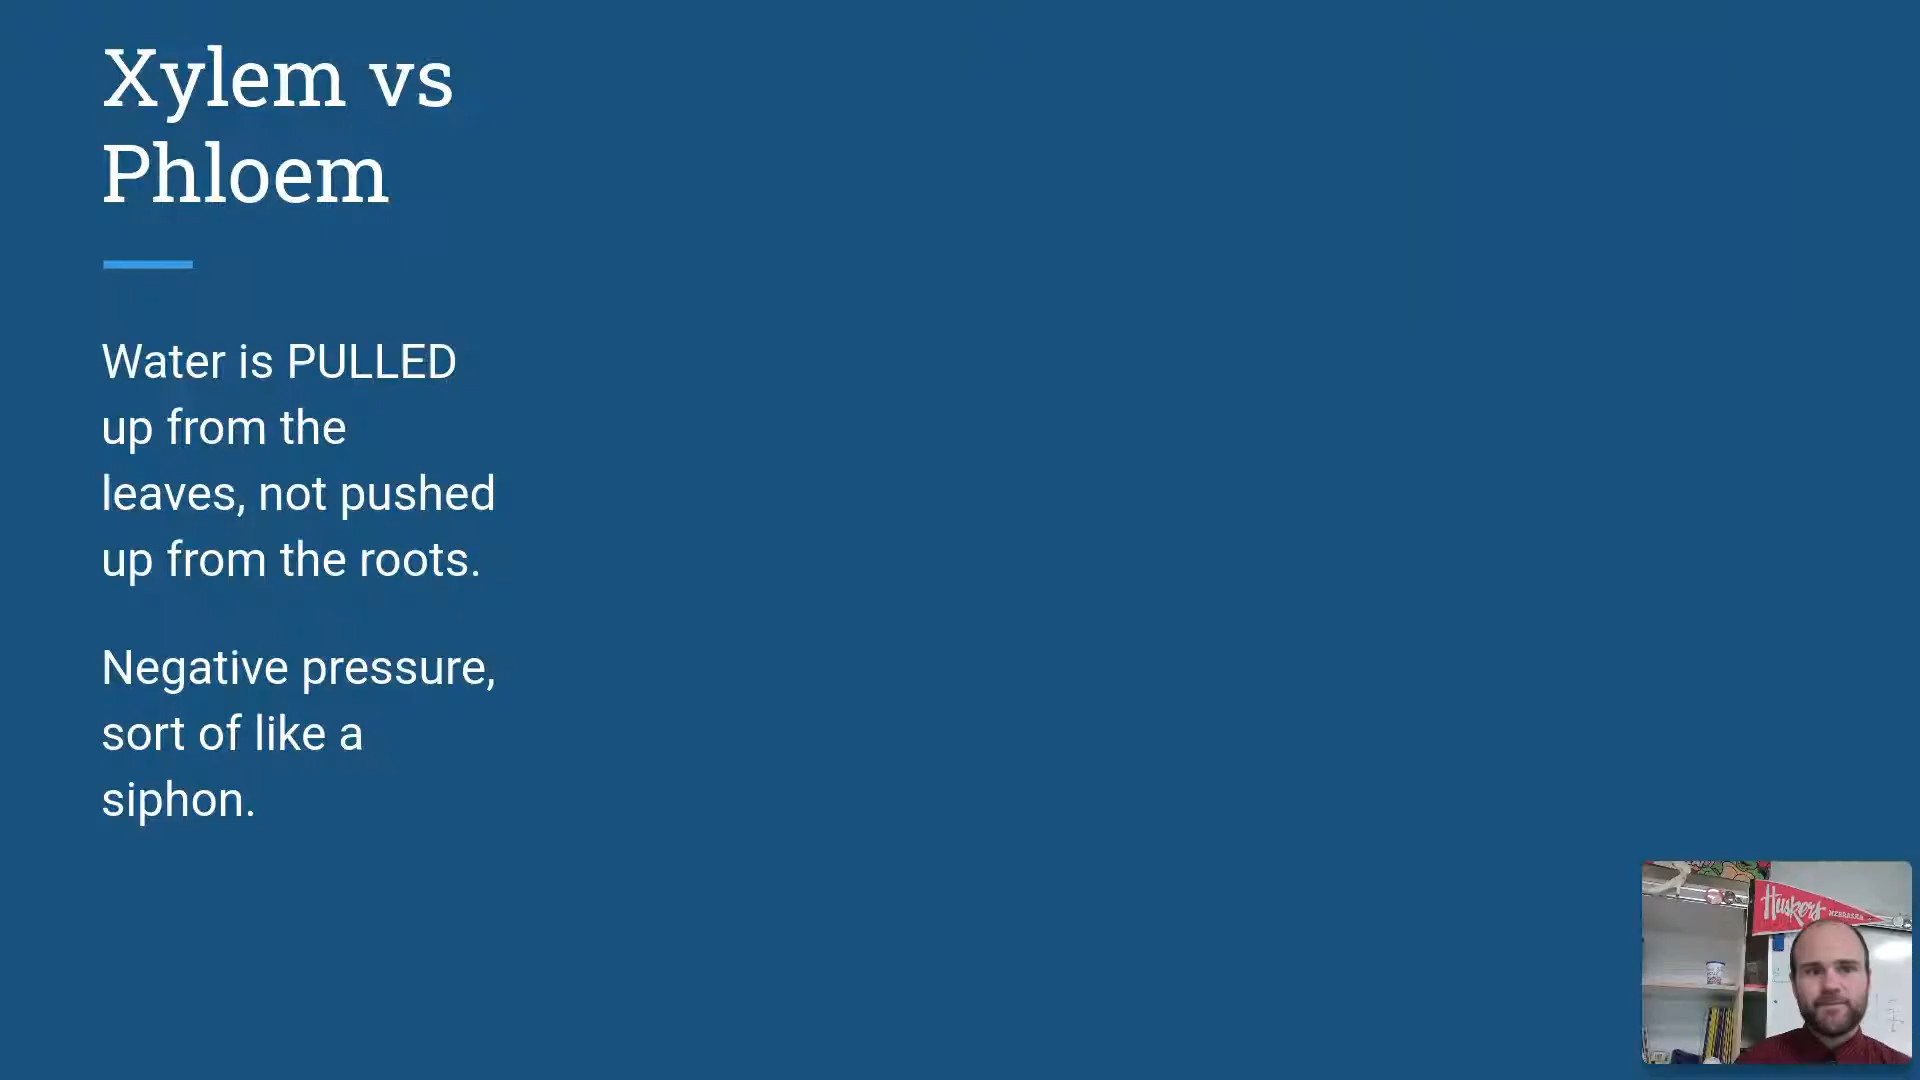 Xylem vs
Phloem
Water is PULLED
up from the
leaves, not pushed
up from the roots.
Negative pressure,
sort of like a
siphon.
Huskers
NEBRASKA